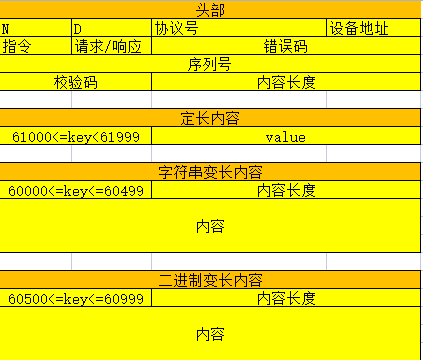 头部
N D 协议号 设备地址
指令 请求/响应 错误码
序列号
校验码 内容长度
定长内容
61000<=key<61999 value
字符串变长内容
60000<=key<=60499 内容长度
内容
二进制变长内容
60500<=key<=60999 内容长度
内容